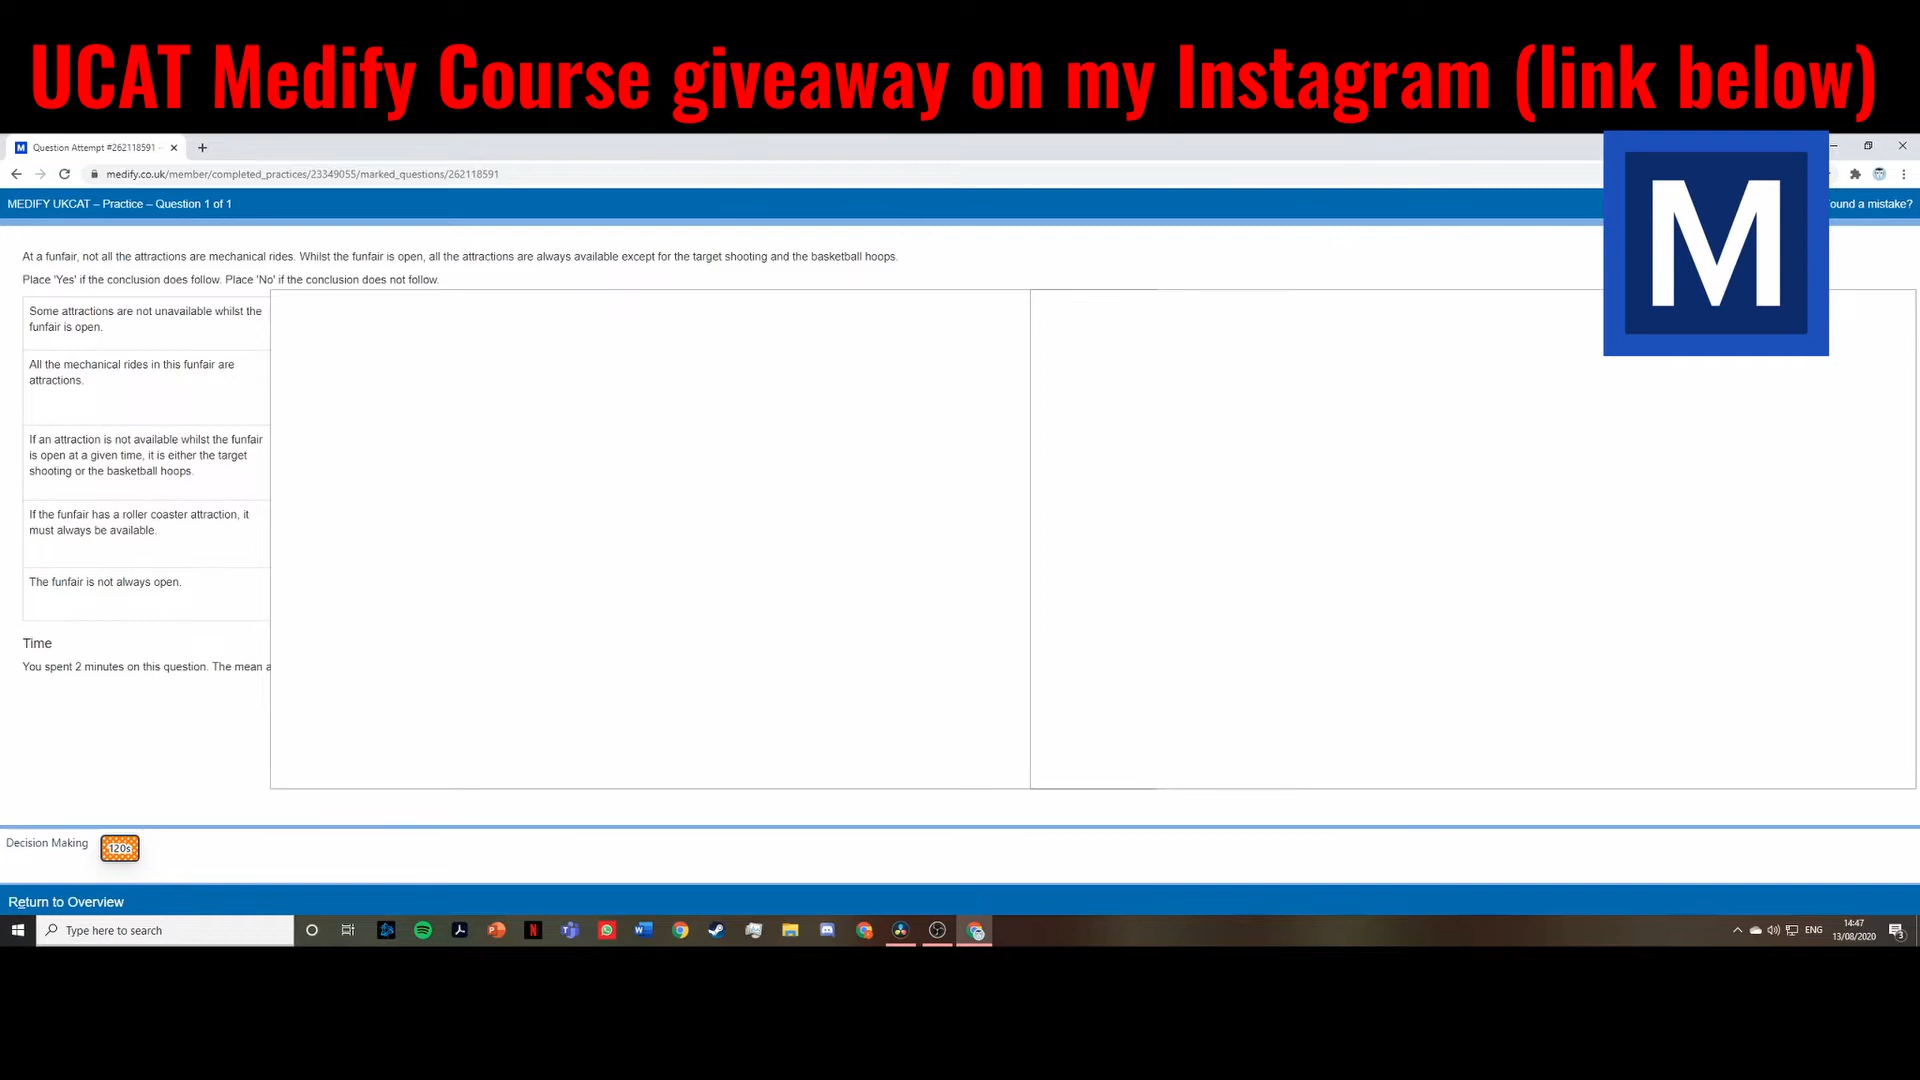 UCAT Medify Course giveaway on my Instagram (link below)
M Question Attempt #262118591 -
medify.co.uk/member/completed_practices/23349055/marked_questions/262118591
MEDIFY UKCAT – Practice – Question 1 of 1
ound a mistake?
M
At a funfair, not all the attractions are mechanical rides. Whilst the funfair is open, all the attractions are always available except for the target shooting and the basketball hoops.
Place 'Yes' if the conclusion does follow. Place 'No' if the conclusion does not follow.
Some attractions are not unavailable whilst the
funfair is open.
All the mechanical rides in this funfair are
attractions.
If an attraction is not available whilst the funfair
is open at a given time, it is either the target
shooting or the basketball hoops.
If the funfair has a roller coaster attraction, it
must always be available.
The funfair is not always open.
Time
You spent 2 minutes on this question. The mean a
Decision Making
120s
Return to Overview
Type here to search
ENG
14:47
13/08/2020
3